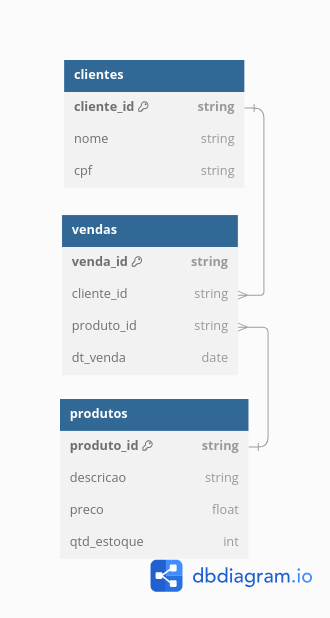 clientes
cliente_id string
nome string
cpf string
vendas
venda_id string
cliente_id string
produto_id string
dt_venda date
produtos
produto_id string
descricao string
preco float
qtd_estoque int
dbdiagram.io